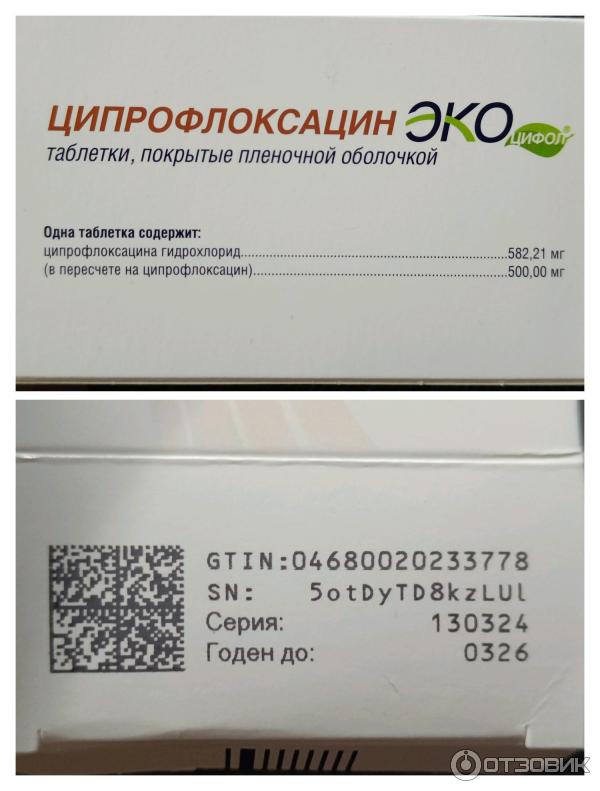 ЦИПРОФЛОКСАЦИН ЭКО ЦИФОЛ®
таблетки, покрытые пленочной оболочкой
Одна таблетка содержит:
ципрофлоксацина гидрохлорид....................................................582,21 мг
(в пересчете на ципрофлоксацин).................................................500,00 мг
GTIN:04680020233778
SN: 5otDyTD8kzLUl
Серия: 130324
Годен до: 0326
ОТЗОВИК